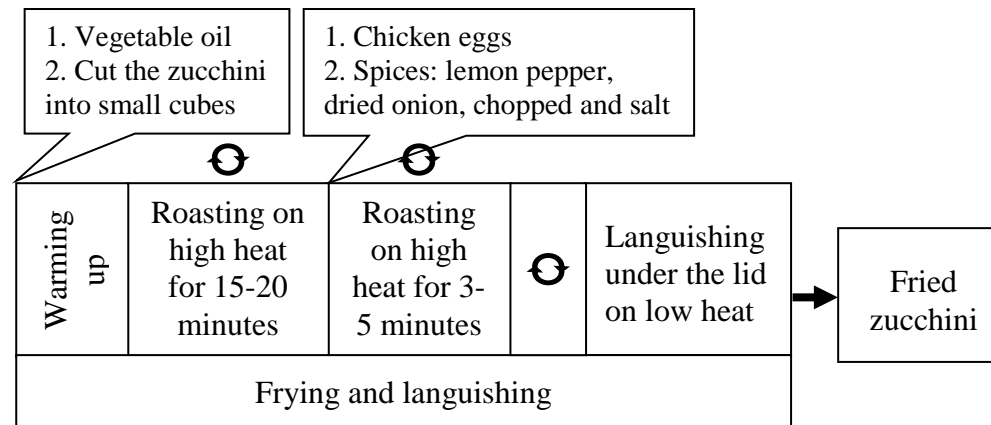 1. Vegetable oil
2. Cut the zucchini
into small cubes
1. Chicken eggs
2. Spices: lemon pepper,
dried onion, chopped and salt
Warming
up
Roasting on
high heat
for 15-20
minutes
Roasting
on high
heat for 3-
5 minutes
Languishing
under the lid
on low heat
Fried
zucchini
Frying and languishing